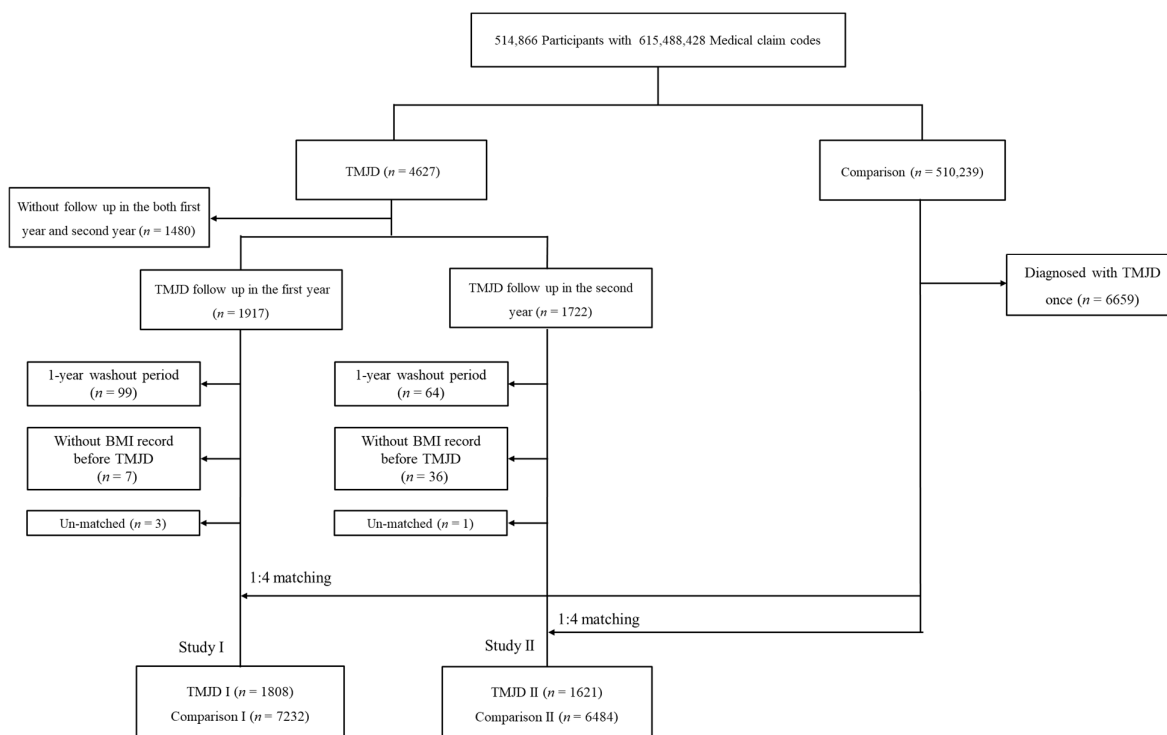 514,866 Participants with 615,488,428 Medical claim codes
TMJD (n = 4627)
Comparison (n = 510,239)
Without follow up in the both first
year and second year (n = 1480)
TMJD follow up in the first year
(n = 1917)
TMJD follow up in the second
year (n = 1722)
Diagnosed with TMJD
once (n = 6659)
1-year washout period
(n = 99)
1-year washout period
(n = 64)
Without BMI record
before TMJD
(n = 7)
Without BMI record
before TMJD
(n = 36)
Un-matched (n = 3)
Un-matched (n = 1)
1:4 matching
1:4 matching
Study I
Study II
TMJD I (n = 1808)
Comparison I (n = 7232)
TMJD II (n = 1621)
Comparison II (n = 6484)